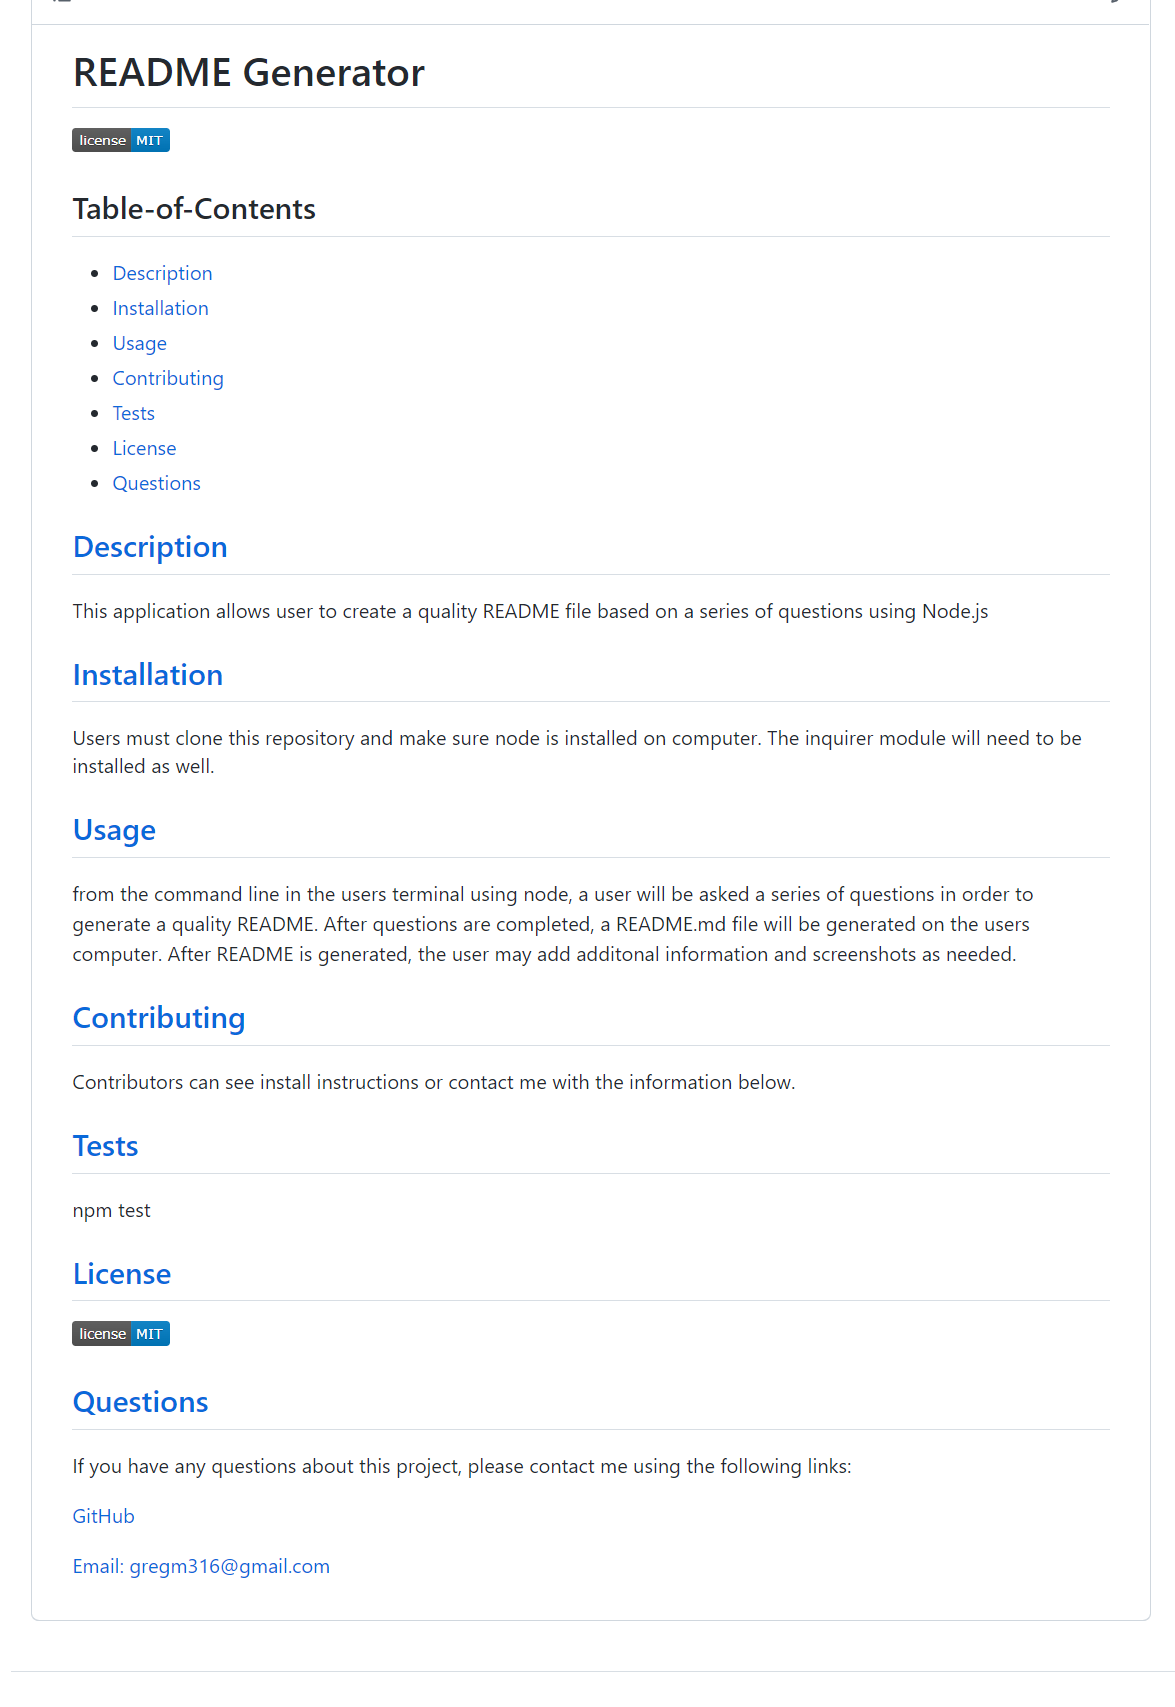 README Generator
license MIT
Table-of-Contents
Description
Installation
Usage
Contributing
Tests
License
Questions
Description
This application allows user to create a quality README file based on a series of questions using Node.js
Installation
Users must clone this repository and make sure node is installed on computer. The inquirer module will need to be
installed as well.
Usage
from the command line in the users terminal using node, a user will be asked a series of questions in order to
generate a quality README. After questions are completed, a README.md file will be generated on the users
computer. After README is generated, the user may add additonal information and screenshots as needed.
Contributing
Contributors can see install instructions or contact me with the information below.
Tests
npm test
License
license MIT
Questions
If you have any questions about this project, please contact me using the following links:
GitHub
Email: gregm316@gmail.com